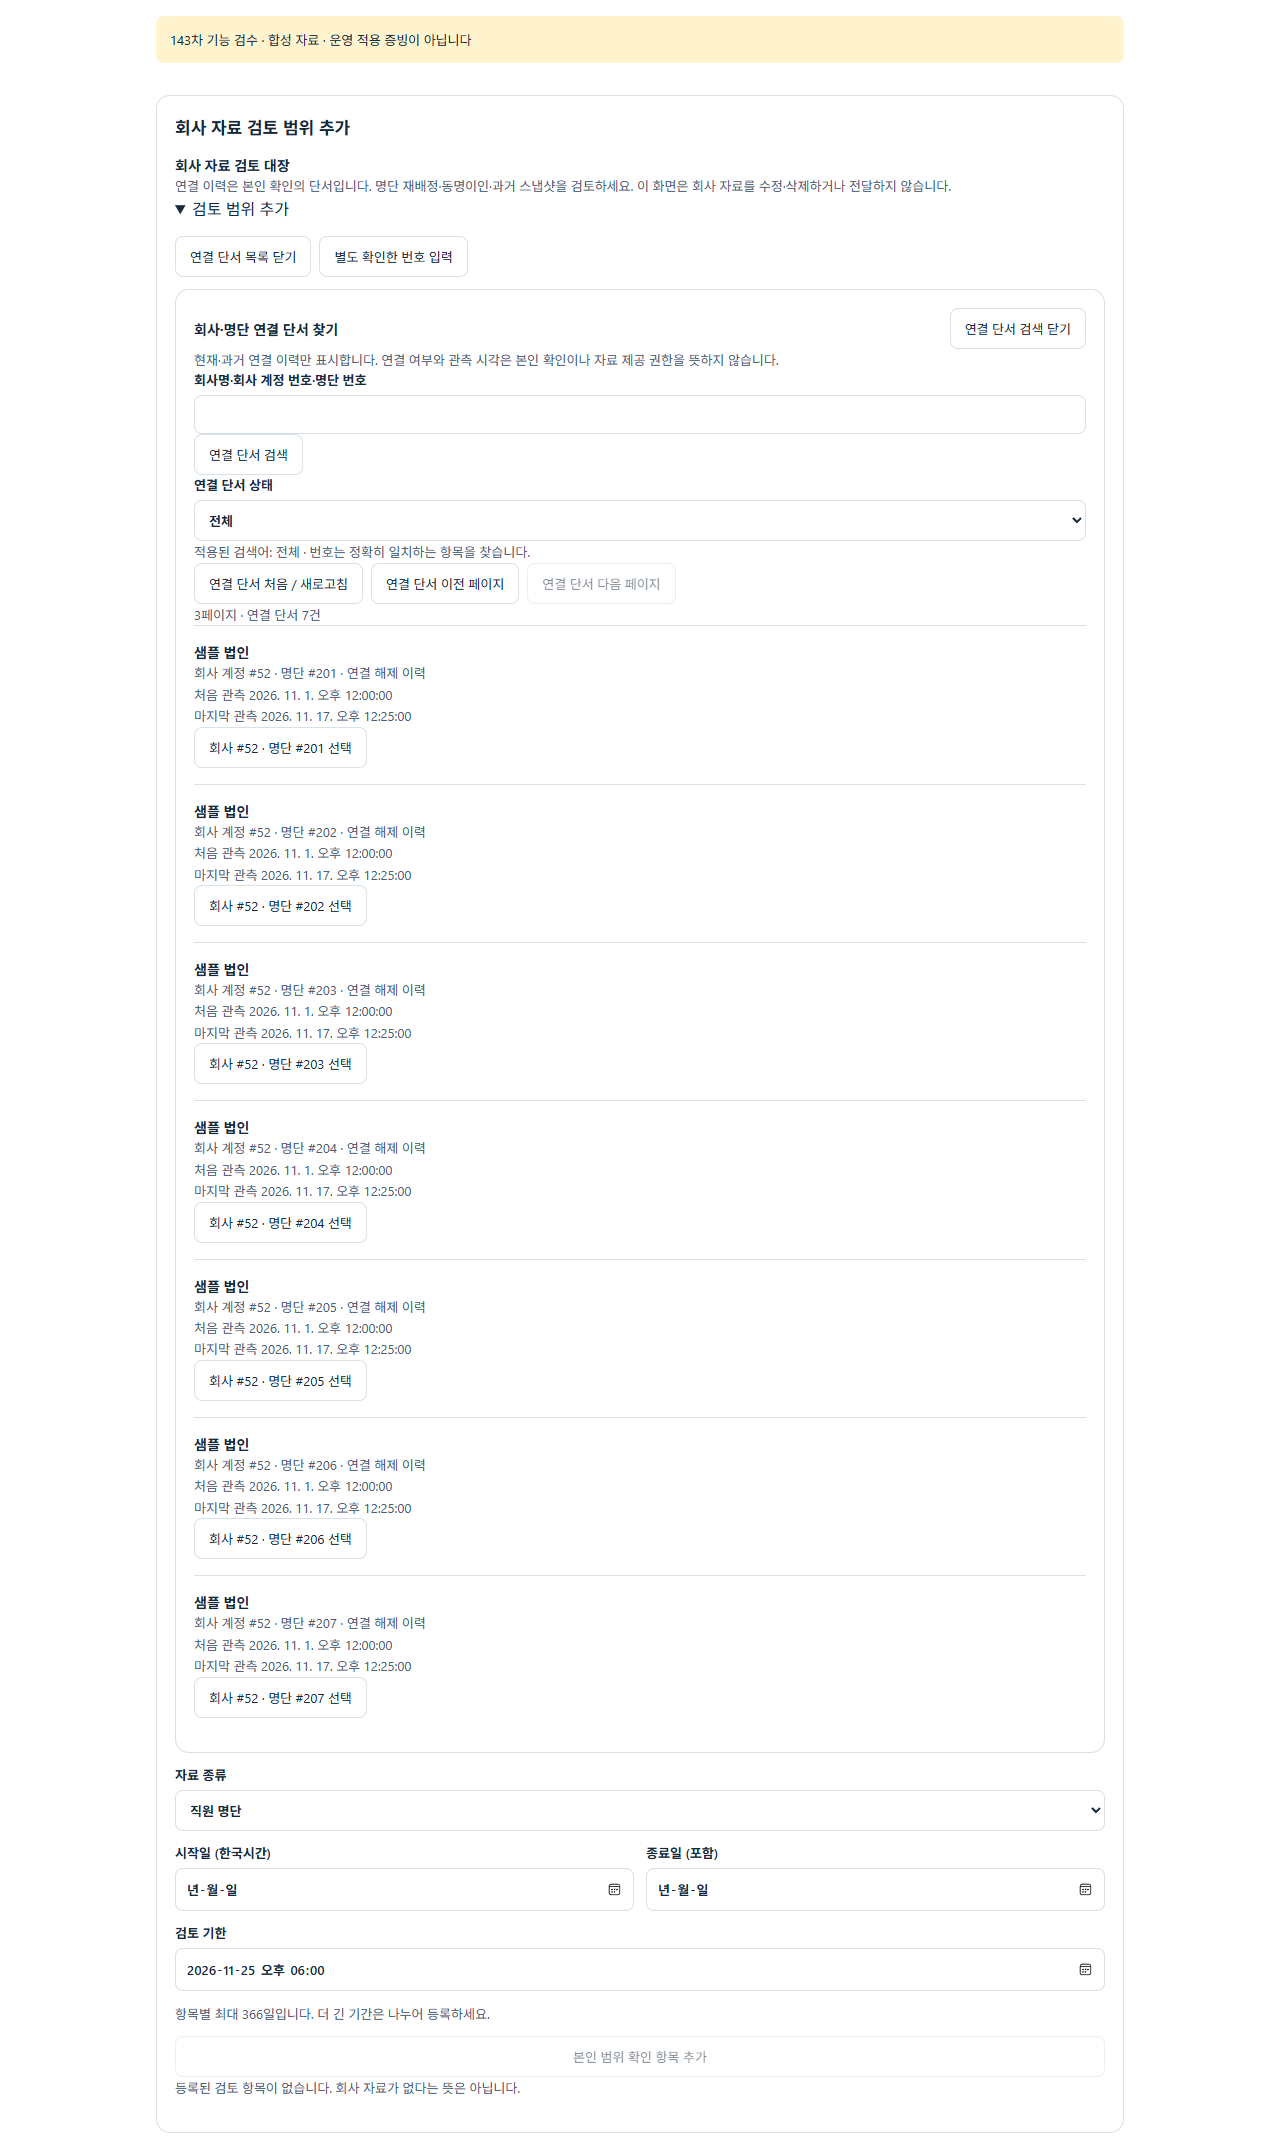 143차 기능 검수 · 합성 자료 · 운영 적용 증빙이 아닙니다
회사 자료 검토 범위 추가
회사 자료 검토 대장
연결 이력은 본인 확인의 단서입니다. 명단 재배정·동명이인·과거 스냅샷을 검토하세요. 이 화면은 회사 자료를 수정·삭제하거나 전달하지 않습니다.
▼ 검토 범위 추가
연결 단서 목록 닫기
별도 확인한 번호 입력
회사·명단 연결 단서 찾기
연결 단서 검색 닫기
현재·과거 연결 이력만 표시합니다. 연결 여부와 관측 시각은 본인 확인이나 자료 제공 권한을 뜻하지 않습니다.
회사명·회사 계정 번호·명단 번호
연결 단서 검색
연결 단서 상태
전체
적용된 검색어: 전체 · 번호는 정확히 일치하는 항목을 찾습니다.
연결 단서 처음 / 새로고침
연결 단서 이전 페이지
연결 단서 다음 페이지
3페이지 · 연결 단서 7건
샘플 법인
회사 계정 #52 · 명단 #201 · 연결 해제 이력
처음 관측 2026. 11. 1. 오후 12:00:00
마지막 관측 2026. 11. 17. 오후 12:25:00
회사 #52 · 명단 #201 선택
샘플 법인
회사 계정 #52 · 명단 #202 · 연결 해제 이력
처음 관측 2026. 11. 1. 오후 12:00:00
마지막 관측 2026. 11. 17. 오후 12:25:00
회사 #52 · 명단 #202 선택
샘플 법인
회사 계정 #52 · 명단 #203 · 연결 해제 이력
처음 관측 2026. 11. 1. 오후 12:00:00
마지막 관측 2026. 11. 17. 오후 12:25:00
회사 #52 · 명단 #203 선택
샘플 법인
회사 계정 #52 · 명단 #204 · 연결 해제 이력
처음 관측 2026. 11. 1. 오후 12:00:00
마지막 관측 2026. 11. 17. 오후 12:25:00
회사 #52 · 명단 #204 선택
샘플 법인
회사 계정 #52 · 명단 #205 · 연결 해제 이력
처음 관측 2026. 11. 1. 오후 12:00:00
마지막 관측 2026. 11. 17. 오후 12:25:00
회사 #52 · 명단 #205 선택
샘플 법인
회사 계정 #52 · 명단 #206 · 연결 해제 이력
처음 관측 2026. 11. 1. 오후 12:00:00
마지막 관측 2026. 11. 17. 오후 12:25:00
회사 #52 · 명단 #206 선택
샘플 법인
회사 계정 #52 · 명단 #207 · 연결 해제 이력
처음 관측 2026. 11. 1. 오후 12:00:00
마지막 관측 2026. 11. 17. 오후 12:25:00
회사 #52 · 명단 #207 선택
자료 종류
직원 명단
시작일 (한국시간)
종료일 (포함)
년-월-일
년-월-일
검토 기한
2026-11-25 오후 06:00
항목별 최대 366일입니다. 더 긴 기간은 나누어 등록하세요.
본인 범위 확인 항목 추가
등록된 검토 항목이 없습니다. 회사 자료가 없다는 뜻은 아닙니다.